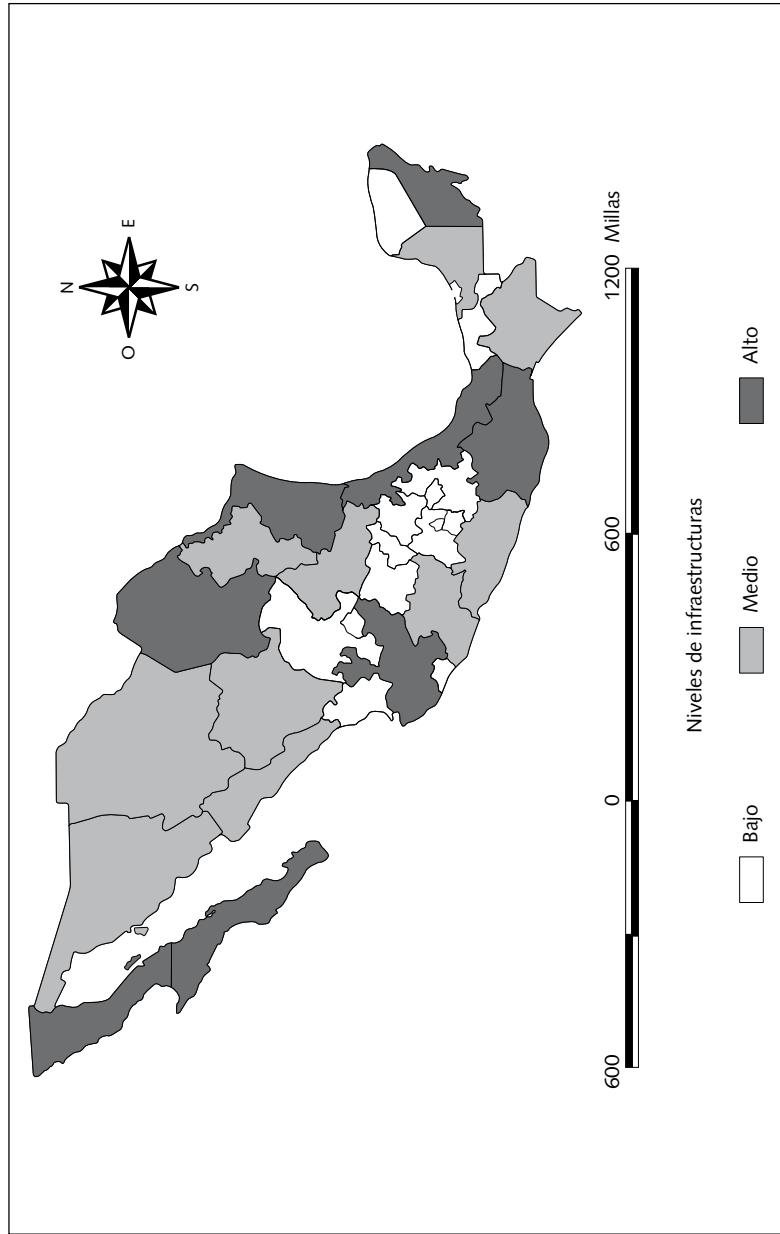 N
O
E
S
600
0
600
1200
Millas
Niveles de infraestructuras
Bajo
Medio
Alto